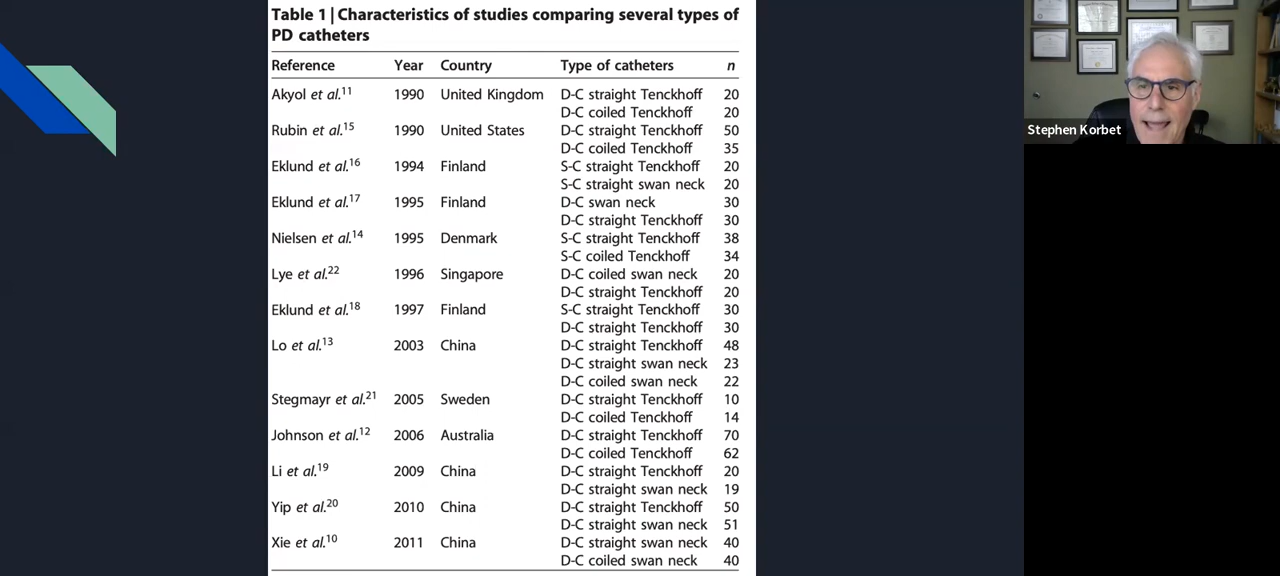 Table 1 | Characteristics of studies comparing several types of
PD catheters
Reference Year Country Type of catheters n
Akyol et al.11 1990 United Kingdom D-C straight Tenckhoff 20
D-C coiled Tenckhoff 20
Rubin et al.15 1990 United States D-C straight Tenckhoff 50
D-C coiled Tenckhoff 35
Eklund et al.16 1994 Finland S-C straight Tenckhoff 20
S-C straight swan neck 20
Eklund et al.17 1995 Finland D-C swan neck 30
D-C straight Tenckhoff 30
Nielsen et al.14 1995 Denmark S-C straight Tenckhoff 38
S-C coiled Tenckhoff 34
Lye et al.22 1996 Singapore D-C coiled swan neck 20
D-C straight Tenckhoff 20
Eklund et al.18 1997 Finland S-C straight Tenckhoff 30
D-C straight Tenckhoff 30
Lo et al.13 2003 China D-C straight Tenckhoff 48
D-C straight swan neck 23
D-C coiled swan neck 22
Stegmayr et al.21 2005 Sweden D-C straight Tenckhoff 10
D-C coiled Tenckhoff 14
Johnson et al.12 2006 Australia D-C straight Tenckhoff 70
D-C coiled Tenckhoff 62
Li et al.19 2009 China D-C straight Tenckhoff 20
D-C straight swan neck 19
Yip et al.20 2010 China D-C straight Tenckhoff 50
D-C straight swan neck 51
Xie et al.10 2011 China D-C straight swan neck 40
D-C coiled swan neck 40
Stephen Korbet